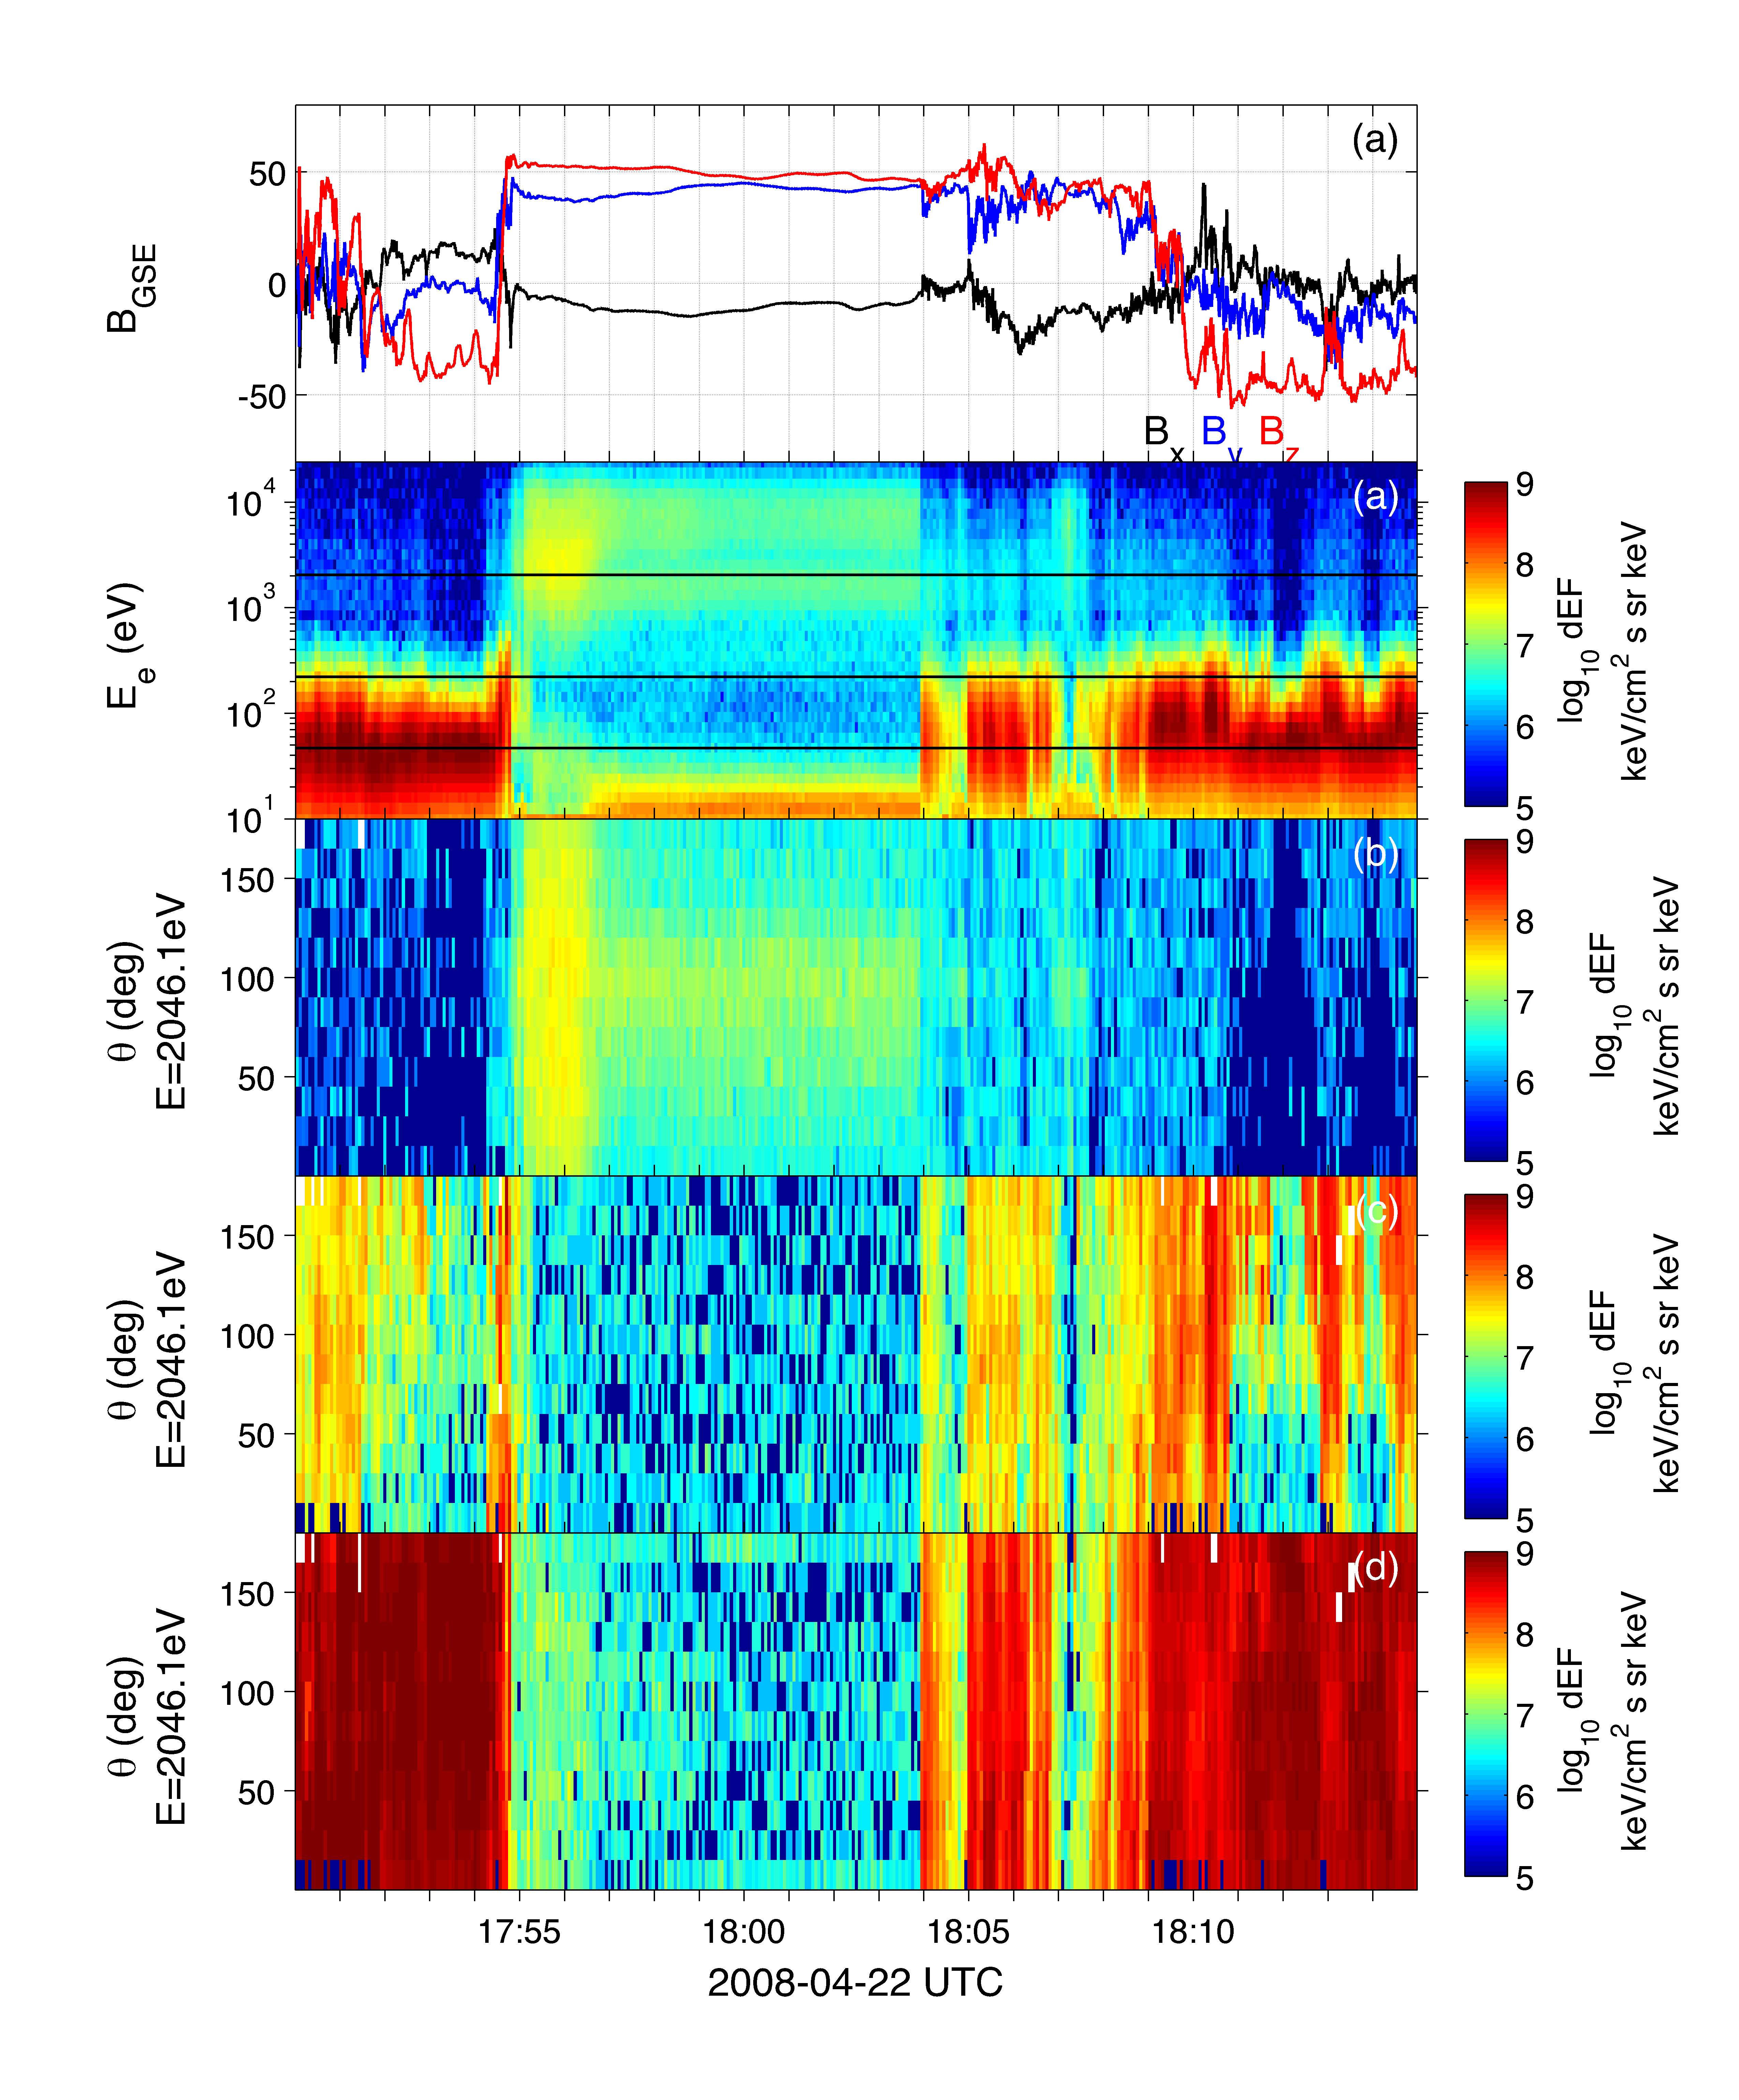 (a)
50
0
-50
B_GSE
B_x B_y B_z
(a)
10^4
10^3
10^2
10^1
E_e (eV)
9
8
7
6
5
log_10 dEF
keV/cm^2 s sr keV
(b)
150
100
50
θ (deg)
E=2046.1eV
9
8
7
6
5
log_10 dEF
keV/cm^2 s sr keV
(c)
150
100
50
θ (deg)
E=2046.1eV
9
8
7
6
5
log_10 dEF
keV/cm^2 s sr keV
(d)
150
100
50
θ (deg)
E=2046.1eV
9
8
7
6
5
log_10 dEF
keV/cm^2 s sr keV
17:55 18:00 18:05 18:10
2008-04-22 UTC